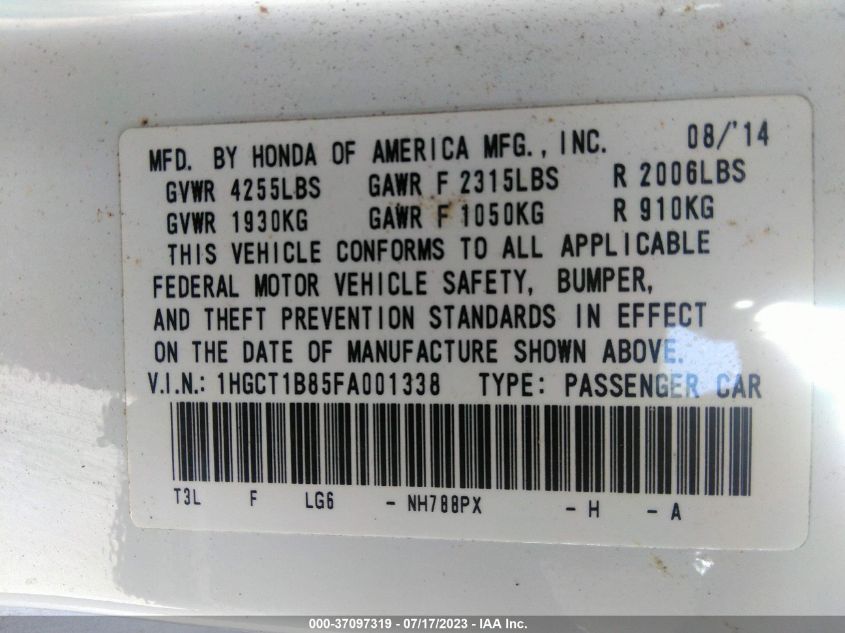 MFD. BY HONDA OF AMERICA MFG., INC. 08/'14
GVWR 4255LBS GAWR F 2315LBS R 2006LBS
GVWR 1930KG GAWR F 1050KG R 910KG
THIS VEHICLE CONFORMS TO ALL APPLICABLE
FEDERAL MOTOR VEHICLE SAFETY, BUMPER,
AND THEFT PREVENTION STANDARDS IN EFFECT
ON THE DATE OF MANUFACTURE SHOWN ABOVE.
V.I.N.: 1HGCT1B85FA001338 TYPE: PASSENGER CAR
T3L F LG6 - NH788PX - H - A
000-37097319 - 07/17/2023 - IAA Inc.